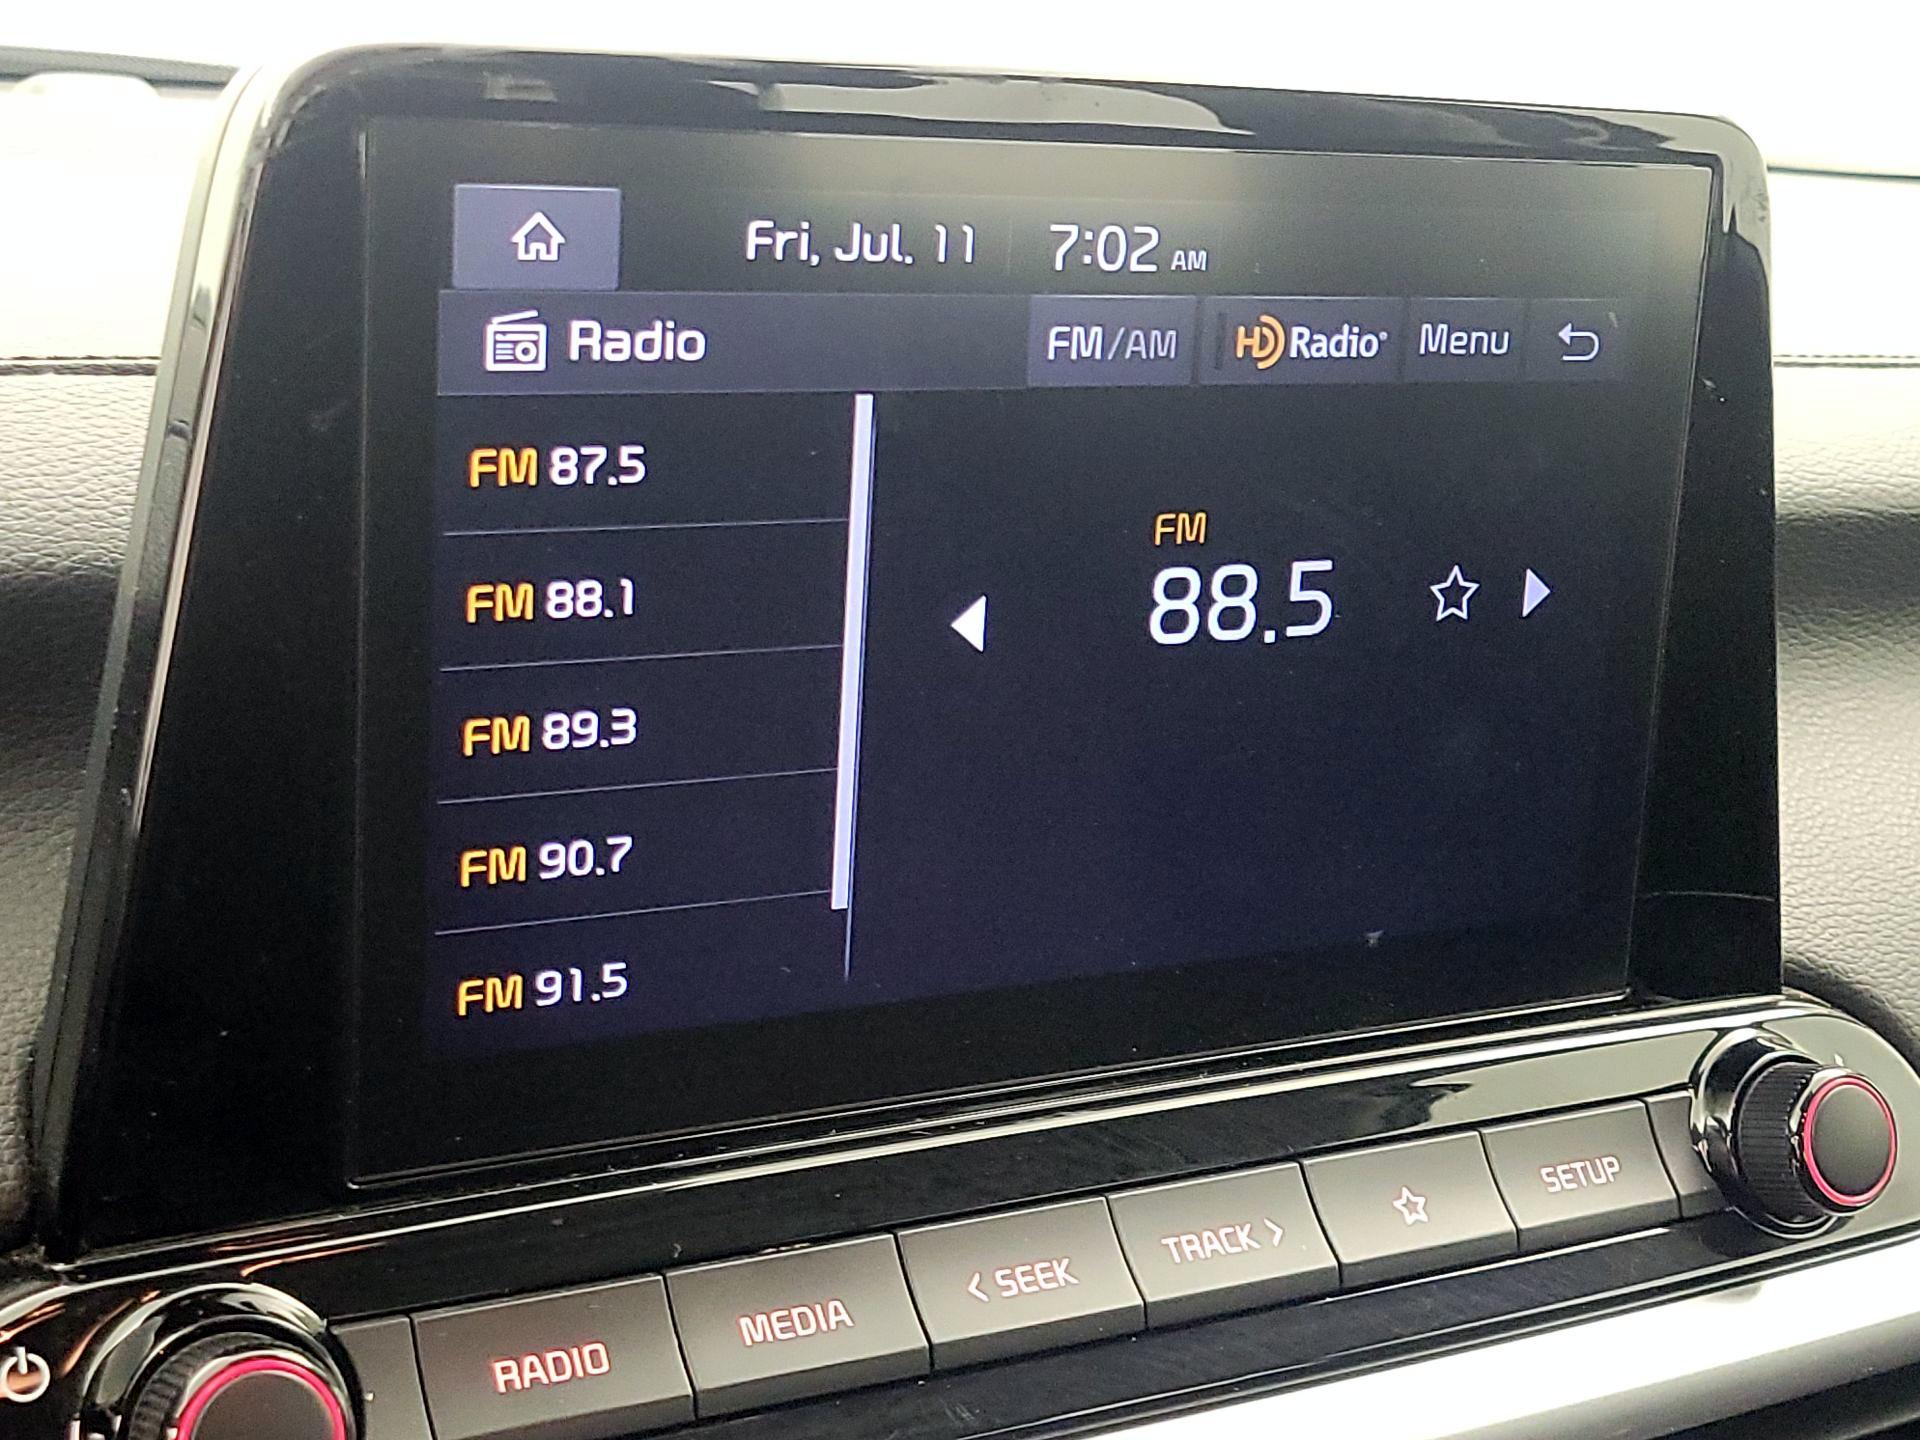 Fri, Jul. 11 7:02 AM
Radio FM/AM HD Radio® Menu
FM 87.5
FM 88.1
FM 89.3
FM 90.7
FM 91.5
FM
88.5
RADIO MEDIA < SEEK TRACK > SETUP